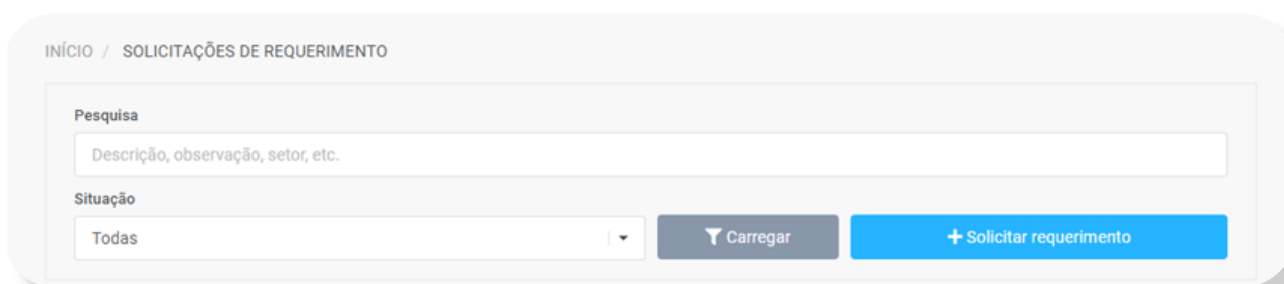 INÍCIO / SOLICITAÇÕES DE REQUERIMENTO
Pesquisa
Descrição, observação, setor, etc.
Situação
Todas
Carregar
+ Solicitar requerimento